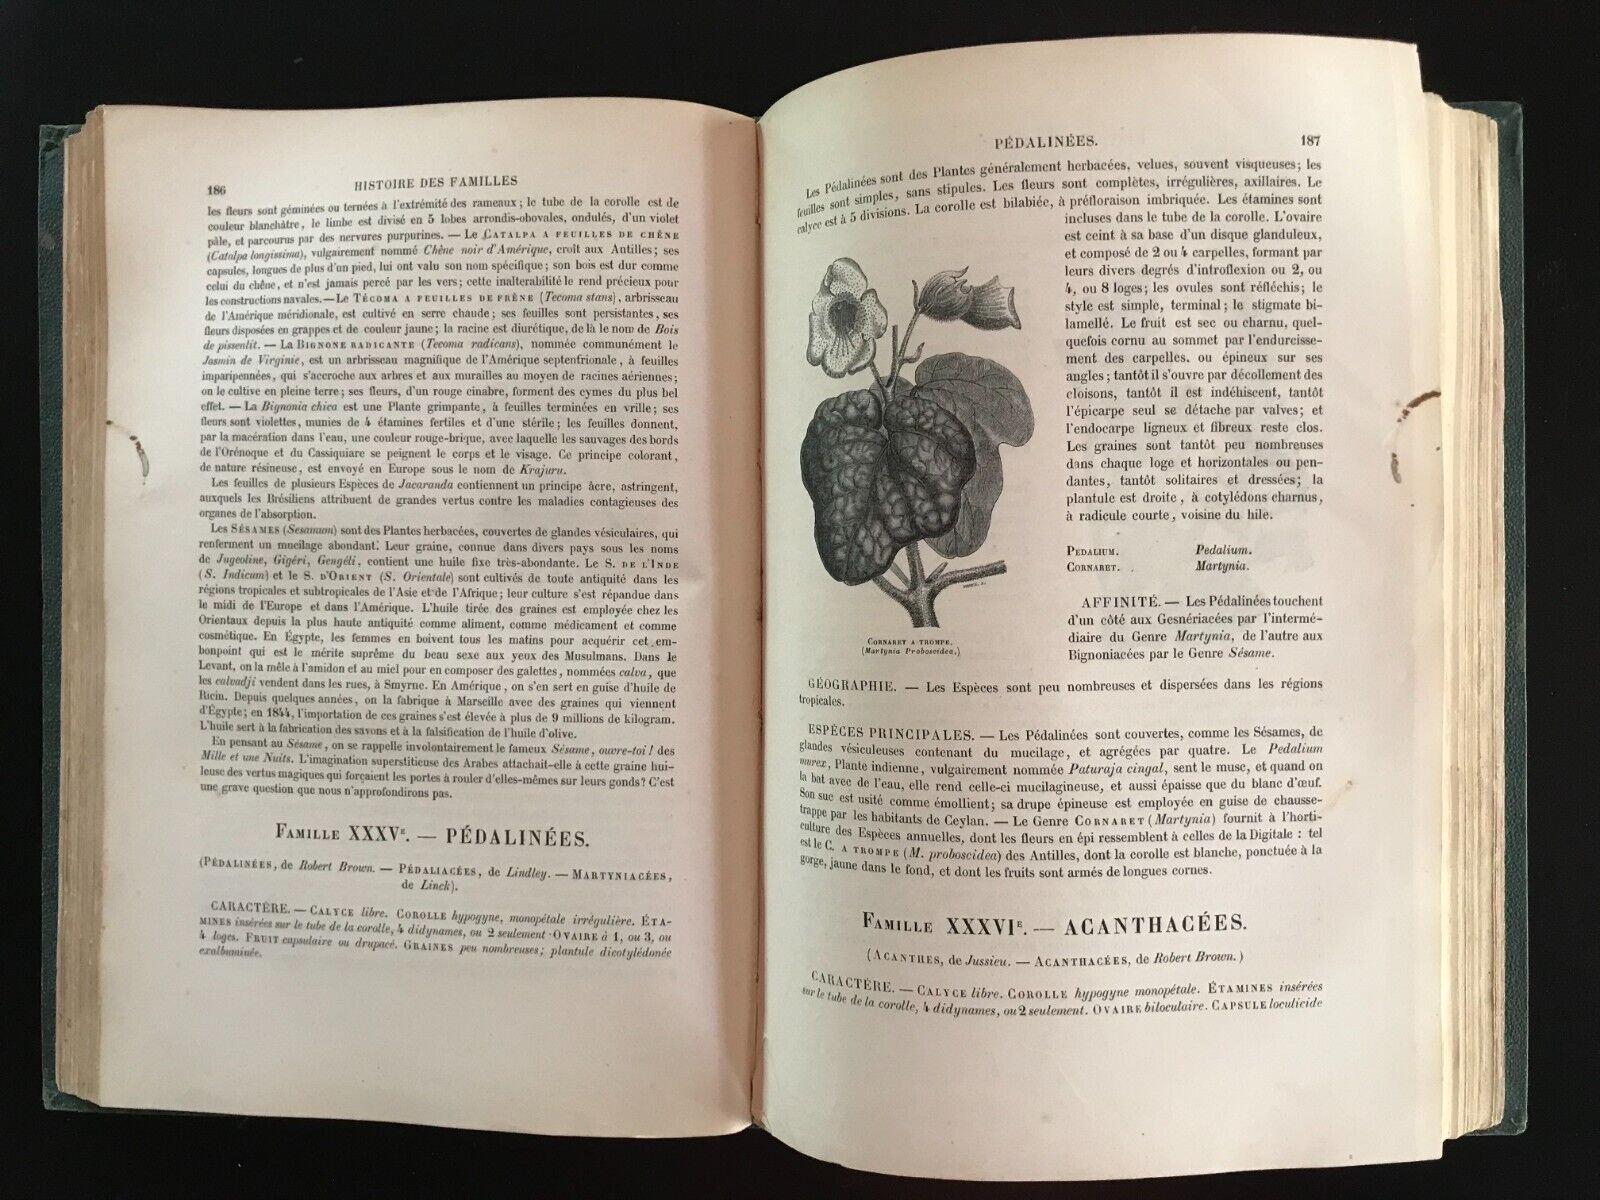 186
HISTOIRE DES FAMILLES
les fleurs sont géminées ou ternées à l'extrémité des rameaux; le tube de la corolle est de
couleur blanchâtre, le limbe est divisé en 5 lobes arrondis-obovales, ondulés, d'un violet
pâle, et parcourus par des nervures purpurines. — Le CATALPA A FEUILLES DE CHÊNE
(Catalpa longissima), vulgairement nommé Chêne noir d'Amérique, croît aux Antilles; ses
capsules, longues de plus d'un pied, lui ont valu son nom spécifique; son bois est dur comme
celui du chêne, et n'est jamais percé par les vers; cette inaltérabilité le rend précieux pour
les constructions navales. — Le TÉCOMA A FEUILLES DE FRÊNE (Tecoma stans), arbrisseau
de l'Amérique méridionale, est cultivé en serre chaude; ses feuilles sont persistantes, ses
fleurs disposées en grappes et de couleur jaune; la racine est diurétique, de là le nom de Bois
de pissenlit. — La BIGNONE RADICANTE (Tecoma radicans), nommée communément le
Jasmin de Virginie, est un arbrisseau magnifique de l'Amérique septenfrionale, à feuilles
imparipennées, qui s'accroche aux arbres et aux murailles au moyen de racines aériennes;
on le cultive en pleine terre; ses fleurs, d'un rouge cinabre, forment des cymes du plus bel
effet. — La Bignonia chica est une Plante grimpante, à feuilles terminées en vrille; ses
fleurs sont violettes, munies de 4 étamines fertiles et d'une stérile; les feuilles donnent,
par la macération dans l'eau, une couleur rouge-brique, avec laquelle les sauvages des bords
de l'Orénoque et du Cassiquiare se peignent le corps et le visage. Ce principe colorant,
de nature résineuse, est envoyé en Europe sous le nom de Krajuru.
Les feuilles de plusieurs Espèces de Jacaranda contiennent un principe âcre, astringent,
auxquels les Brésiliens attribuent de grandes vertus contre les maladies contagieuses des
organes de l'absorption.
Les SÉSAMES (Sesamum) sont des Plantes herbacées, couvertes de glandes vésiculaires, qui
renferment un mucilage abondant. Leur graine, connue dans divers pays sous les noms
de Jugeoline, Gigéri, Gengéli, contient une huile fixe très-abondante. Le S. DE L'INDE
(S. Indicum) et le S. D'ORIENT (S. Orientale) sont cultivés de toute antiquité dans les
régions tropicales et subtropicales de l'Asie et de l'Afrique; leur culture s'est répandue dans
le midi de l'Europe et dans l'Amérique. L'huile tirée des graines est employée chez les
Orientaux depuis la plus haute antiquité comme aliment, comme médicament et comme
cosmétique. En Égypte, les femmes en boivent tous les matins pour acquérir cet em-
bonpoint qui est le mérite suprême du beau sexe aux yeux des Musulmans. Dans le
Levant, on la mêle à l'amidon et au miel pour en composer des galettes, nommées calva, que
les calvadji vendent dans les rues, à Smyrne. En Amérique, on s'en sert en guise d'huile de
Ricin. Depuis quelques années, on la fabrique à Marseille avec des graines qui viennent
d'Égypte; en 1844, l'importation de ces graines s'est élevée à plus de 9 millions de kilogram.
L'huile sert à la fabrication des savons et à la falsification de l'huile d'olive.
En pensant au Sésame, on se rappelle involontairement le fameux Sésame, ouvre-toi! des
Mille et une Nuits. L'imagination superstitieuse des Arabes attachait-elle à cette graine hui-
leuse des vertus magiques qui forçaient les portes à rouler d'elles-mêmes sur leurs gonds? C'est
une grave question que nous n'approfondirons pas.
FAMILLE XXXVE. — PÉDALINÉES.
(PÉDALINÉES, de Robert Brown. — PÉDALIACÉES, de Lindley. — MARTYNIACÉES,
de Linck).
CARACTÈRE. — CALYCE libre. COROLLE hypogyne, monopétale irrégulière. ÉTA-
MINES insérées sur le tube de la corolle, 4 didynames, ou 2 seulement. OVAIRE à 1, ou 3, ou
4 loges. FRUIT capsulaire ou drupacé. GRAINES peu nombreuses; plantule dicotylédonée
exalbuminée.
PÉDALINÉES.
187
Les Pédalinées sont des Plantes généralement herbacées, velues, souvent visqueuses; les
feuilles sont simples, sans stipules. Les fleurs sont complètes, irrégulières, axillaires. Le
calyce est à 5 divisions. La corolle est bilabiée, à préfloraison imbriquée. Les étamines sont
incluses dans le tube de la corolle. L'ovaire
est ceint à sa base d'un disque glanduleux,
et composé de 2 ou 4 carpelles, formant par
leurs divers degrés d'introflexion ou 2, ou
4, ou 8 loges; les ovules sont réfléchis; le
style est simple, terminal; le stigmate bi-
lamellé. Le fruit est sec ou charnu, quel-
quefois cornu au sommet par l'endurcisse-
ment des carpelles. ou épineux sur ses
angles; tantôt il s'ouvre par décollement des
cloisons, tantôt il est indéhiscent, tantôt
l'épicarpe seul se détache par valves; et
l'endocarpe ligneux et fibreux reste clos.
Les graines sont tantôt peu nombreuses
dans chaque loge et horizontales ou pen-
dantes, tantôt solitaires et dressées; la
plantule est droite, à cotylédons charnus,
à radicule courte, voisine du hile.
PEDALIUM. Pedalium.
CORNARET. . Martynia.
AFFINITÉ. — Les Pédalinées touchent
d'un côté aux Gesnériacées par l'intermé-
diaire du Genre Martynia, de l'autre aux
Bignoniacées par le Genre Sésame.
CORNARET A TROMPE.
(Martynia Proboscidea.)
GÉOGRAPHIE. — Les Espèces sont peu nombreuses et dispersées dans les régions
tropicales.
ESPÈCES PRINCIPALES. — Les Pédalinées sont couvertes, comme les Sésames, de
glandes vésiculeuses contenant du mucilage, et agrégées par quatre. Le Pedalium
murex, Plante indienne, vulgairement nommée Paturaja cingal, sent le musc, et quand on
la bat avec de l'eau, elle rend celle-ci mucilagineuse, et aussi épaisse que du blanc d'œuf.
Son suc est usité comme émollient; sa drupe épineuse est employée en guise de chausse-
trappe par les habitants de Ceylan. — Le Genre CORNARET (Martynia) fournit à l'horti-
culture des Espèces annuelles, dont les fleurs en épi ressemblent à celles de la Digitale : tel
est le C. A TROMPE (M. proboscidea) des Antilles, dont la corolle est blanche, ponctuée à la
gorge, jaune dans le fond, et dont les fruits sont armés de longues cornes.
FAMILLE XXXVIE. — ACANTHACÉES.
(ACANTHES, de Jussieu. — ACANTHACÉES, de Robert Brown.)
CARACTÈRE. — CALYCE libre. COROLLE hypogyne monopétale. ÉTAMINES insérées
sur le tube de la corolle, 4 didynames, ou 2 seulement. OVAIRE biloculaire. CAPSULE loculicide